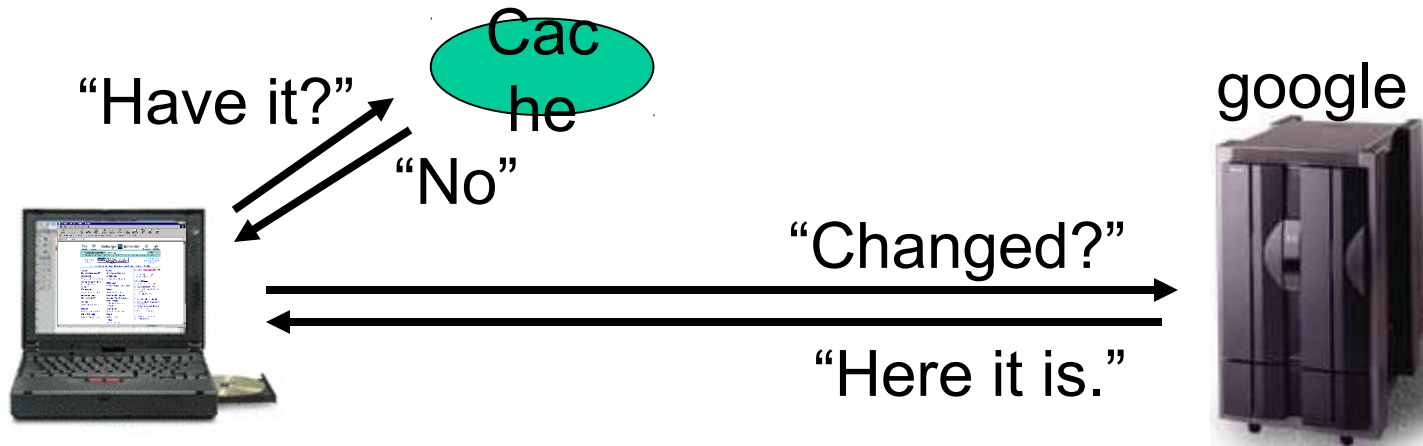 Cac
he
“Have it?”
“No”
google
“Changed?”
“Here it is.”